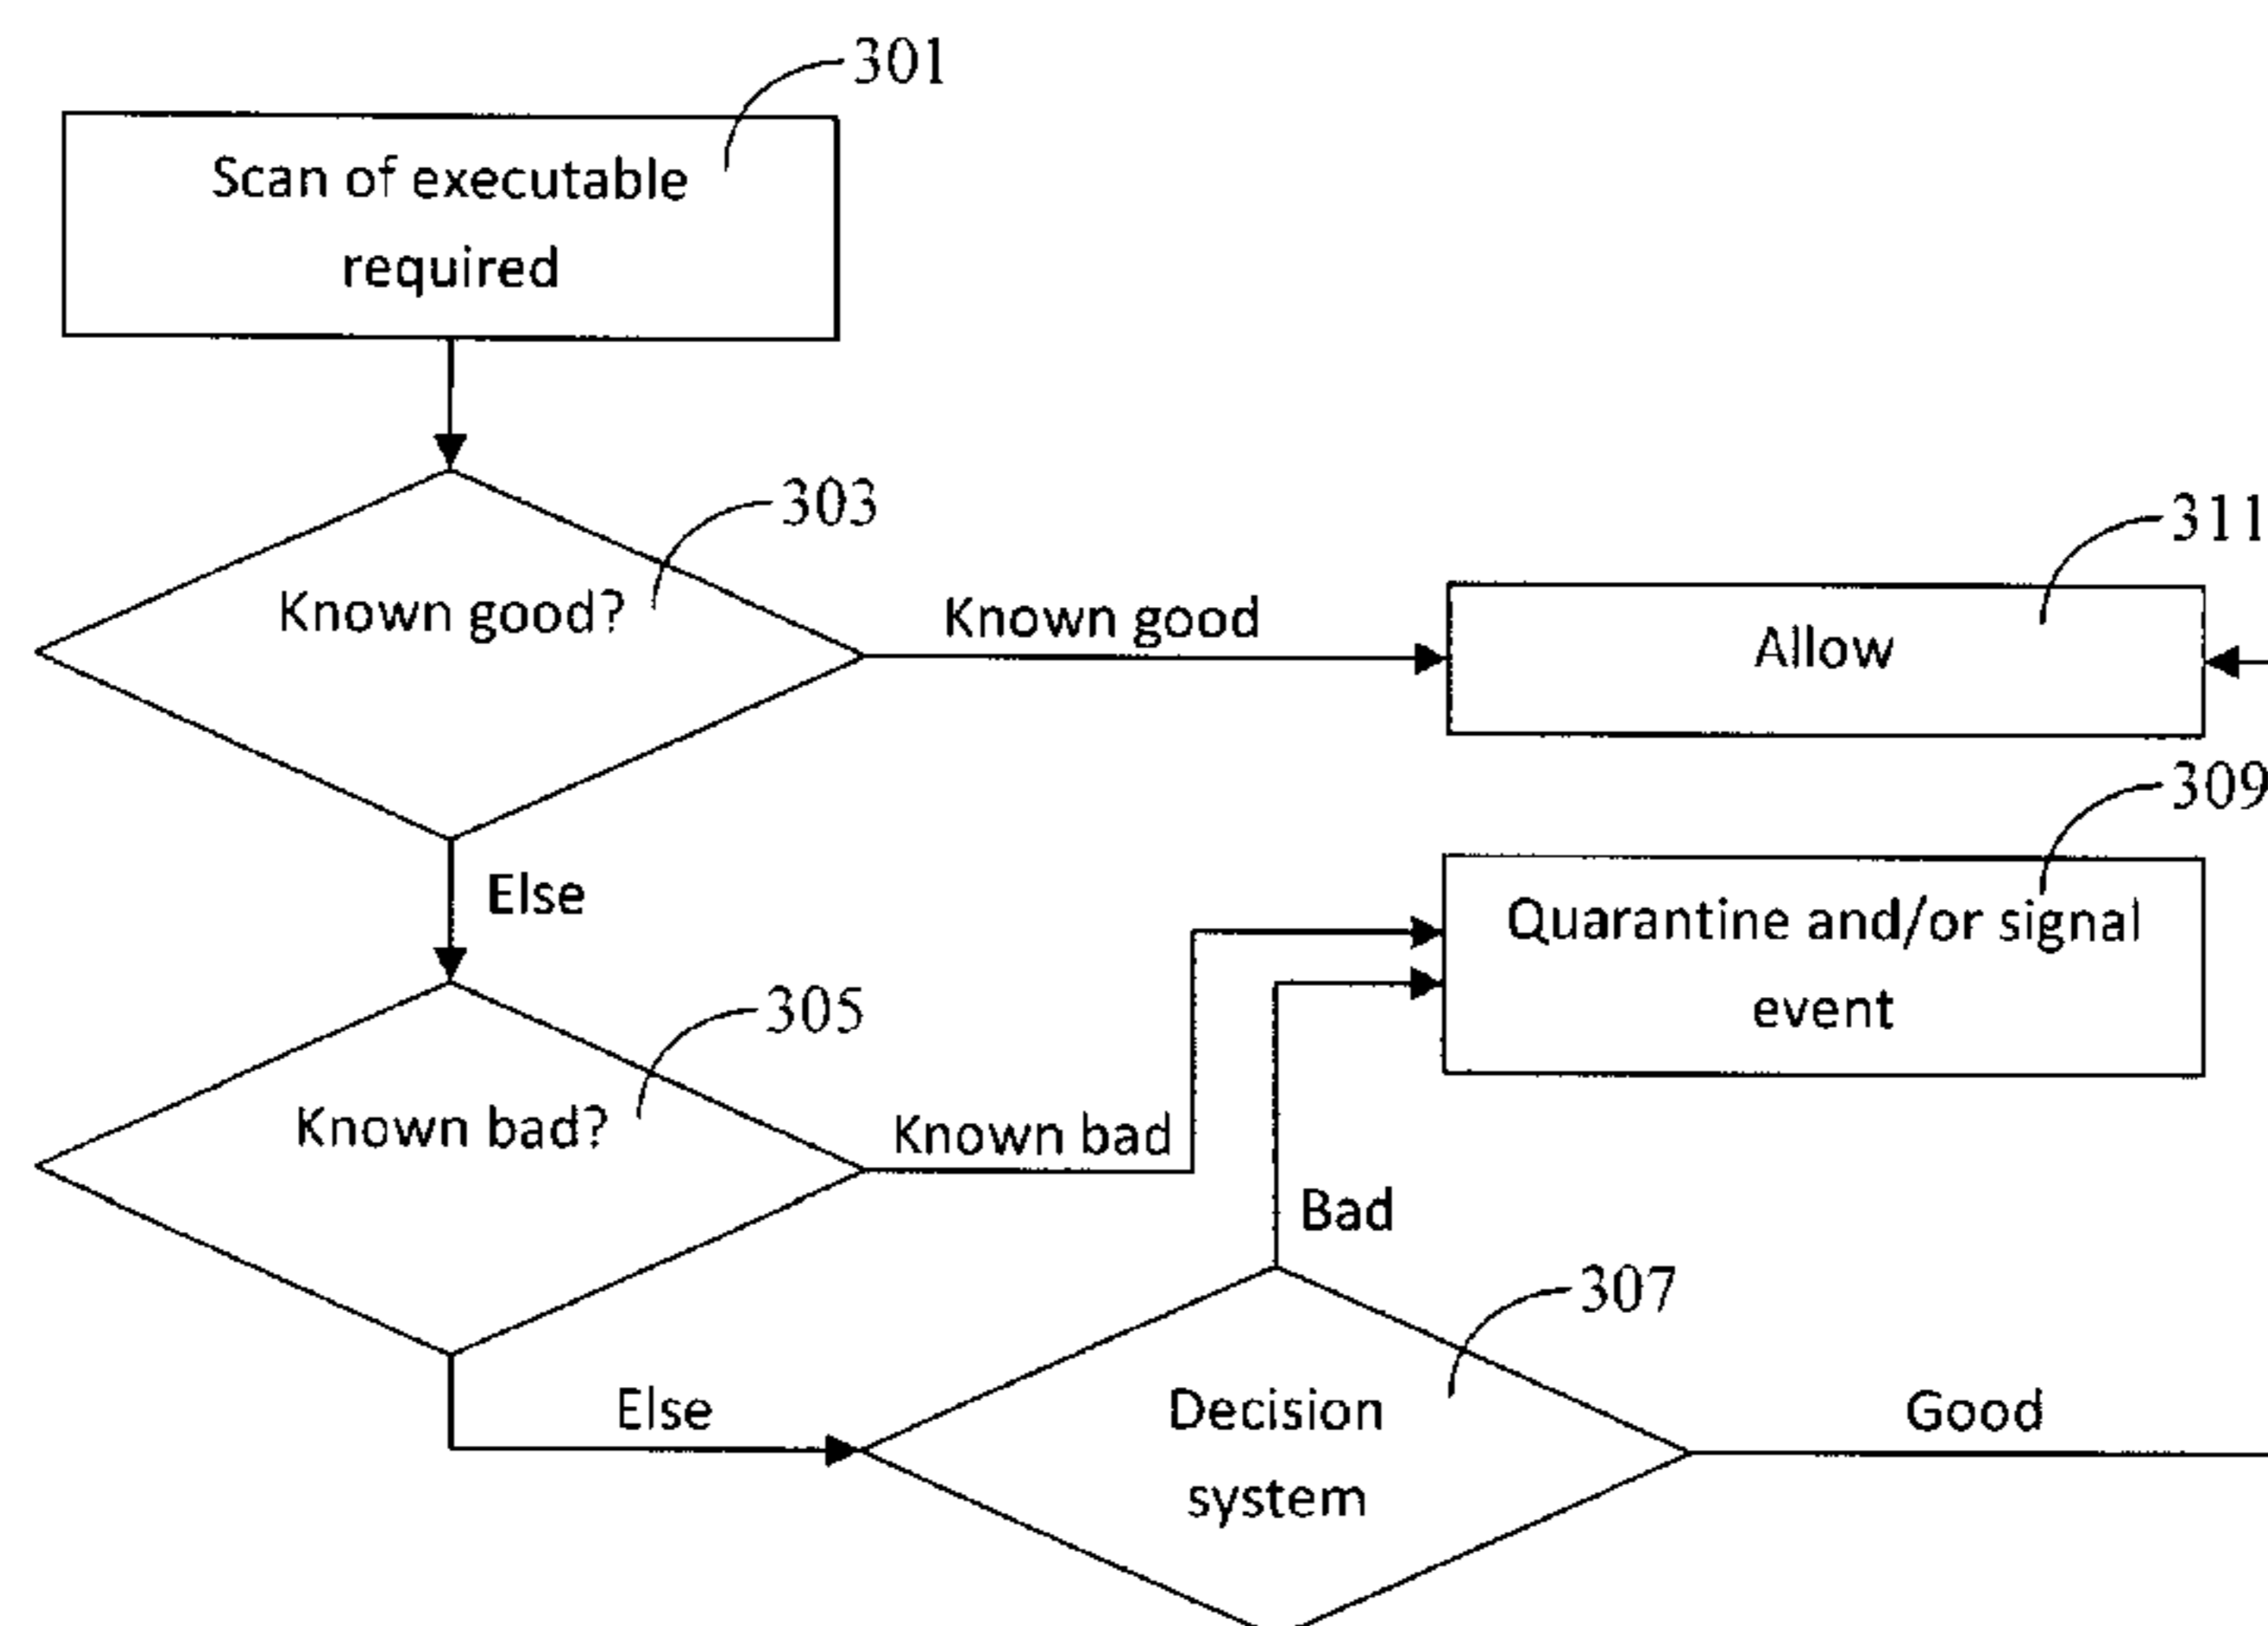 301
Scan of executable
required
303
Known good?
Known good
311
Allow
309
Else
Quarantine and/or signal
event
305
Known bad?
Known bad
Bad
307
Else
Decision
system
Good